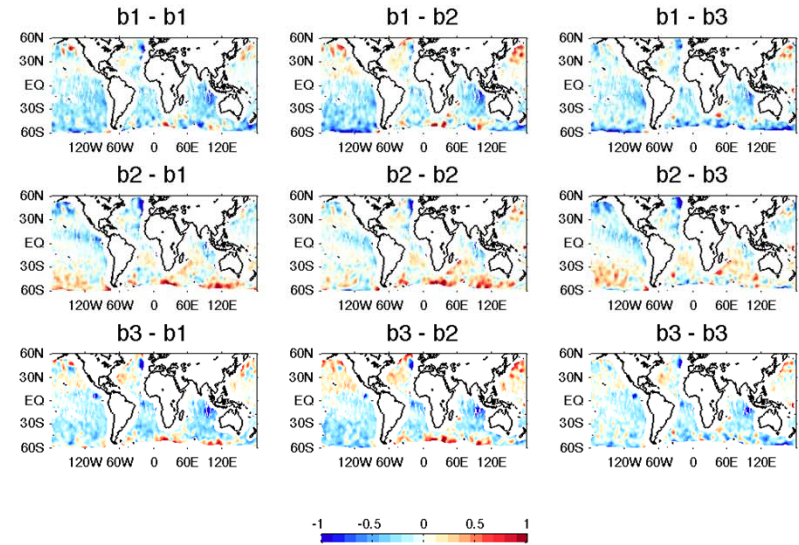 b1 - b1 b1 - b2 b1 - b3
60N 60N 60N
30N 30N 30N
EQ EQ EQ
30S 30S 30S
60S 60S 60S
120W 60W 0 60E 120E 120W 60W 0 60E 120E 120W 60W 0 60E 120E
b2 - b1 b2 - b2 b2 - b3
60N 60N 60N
30N 30N 30N
EQ EQ EQ
30S 30S 30S
60S 60S 60S
120W 60W 0 60E 120E 120W 60W 0 60E 120E 120W 60W 0 60E 120E
b3 - b1 b3 - b2 b3 - b3
60N 60N 60N
30N 30N 30N
EQ EQ EQ
30S 30S 30S
60S 60S 60S
120W 60W 0 60E 120E 120W 60W 0 60E 120E 120W 60W 0 60E 120E
-1 -0.5 0 0.5 1